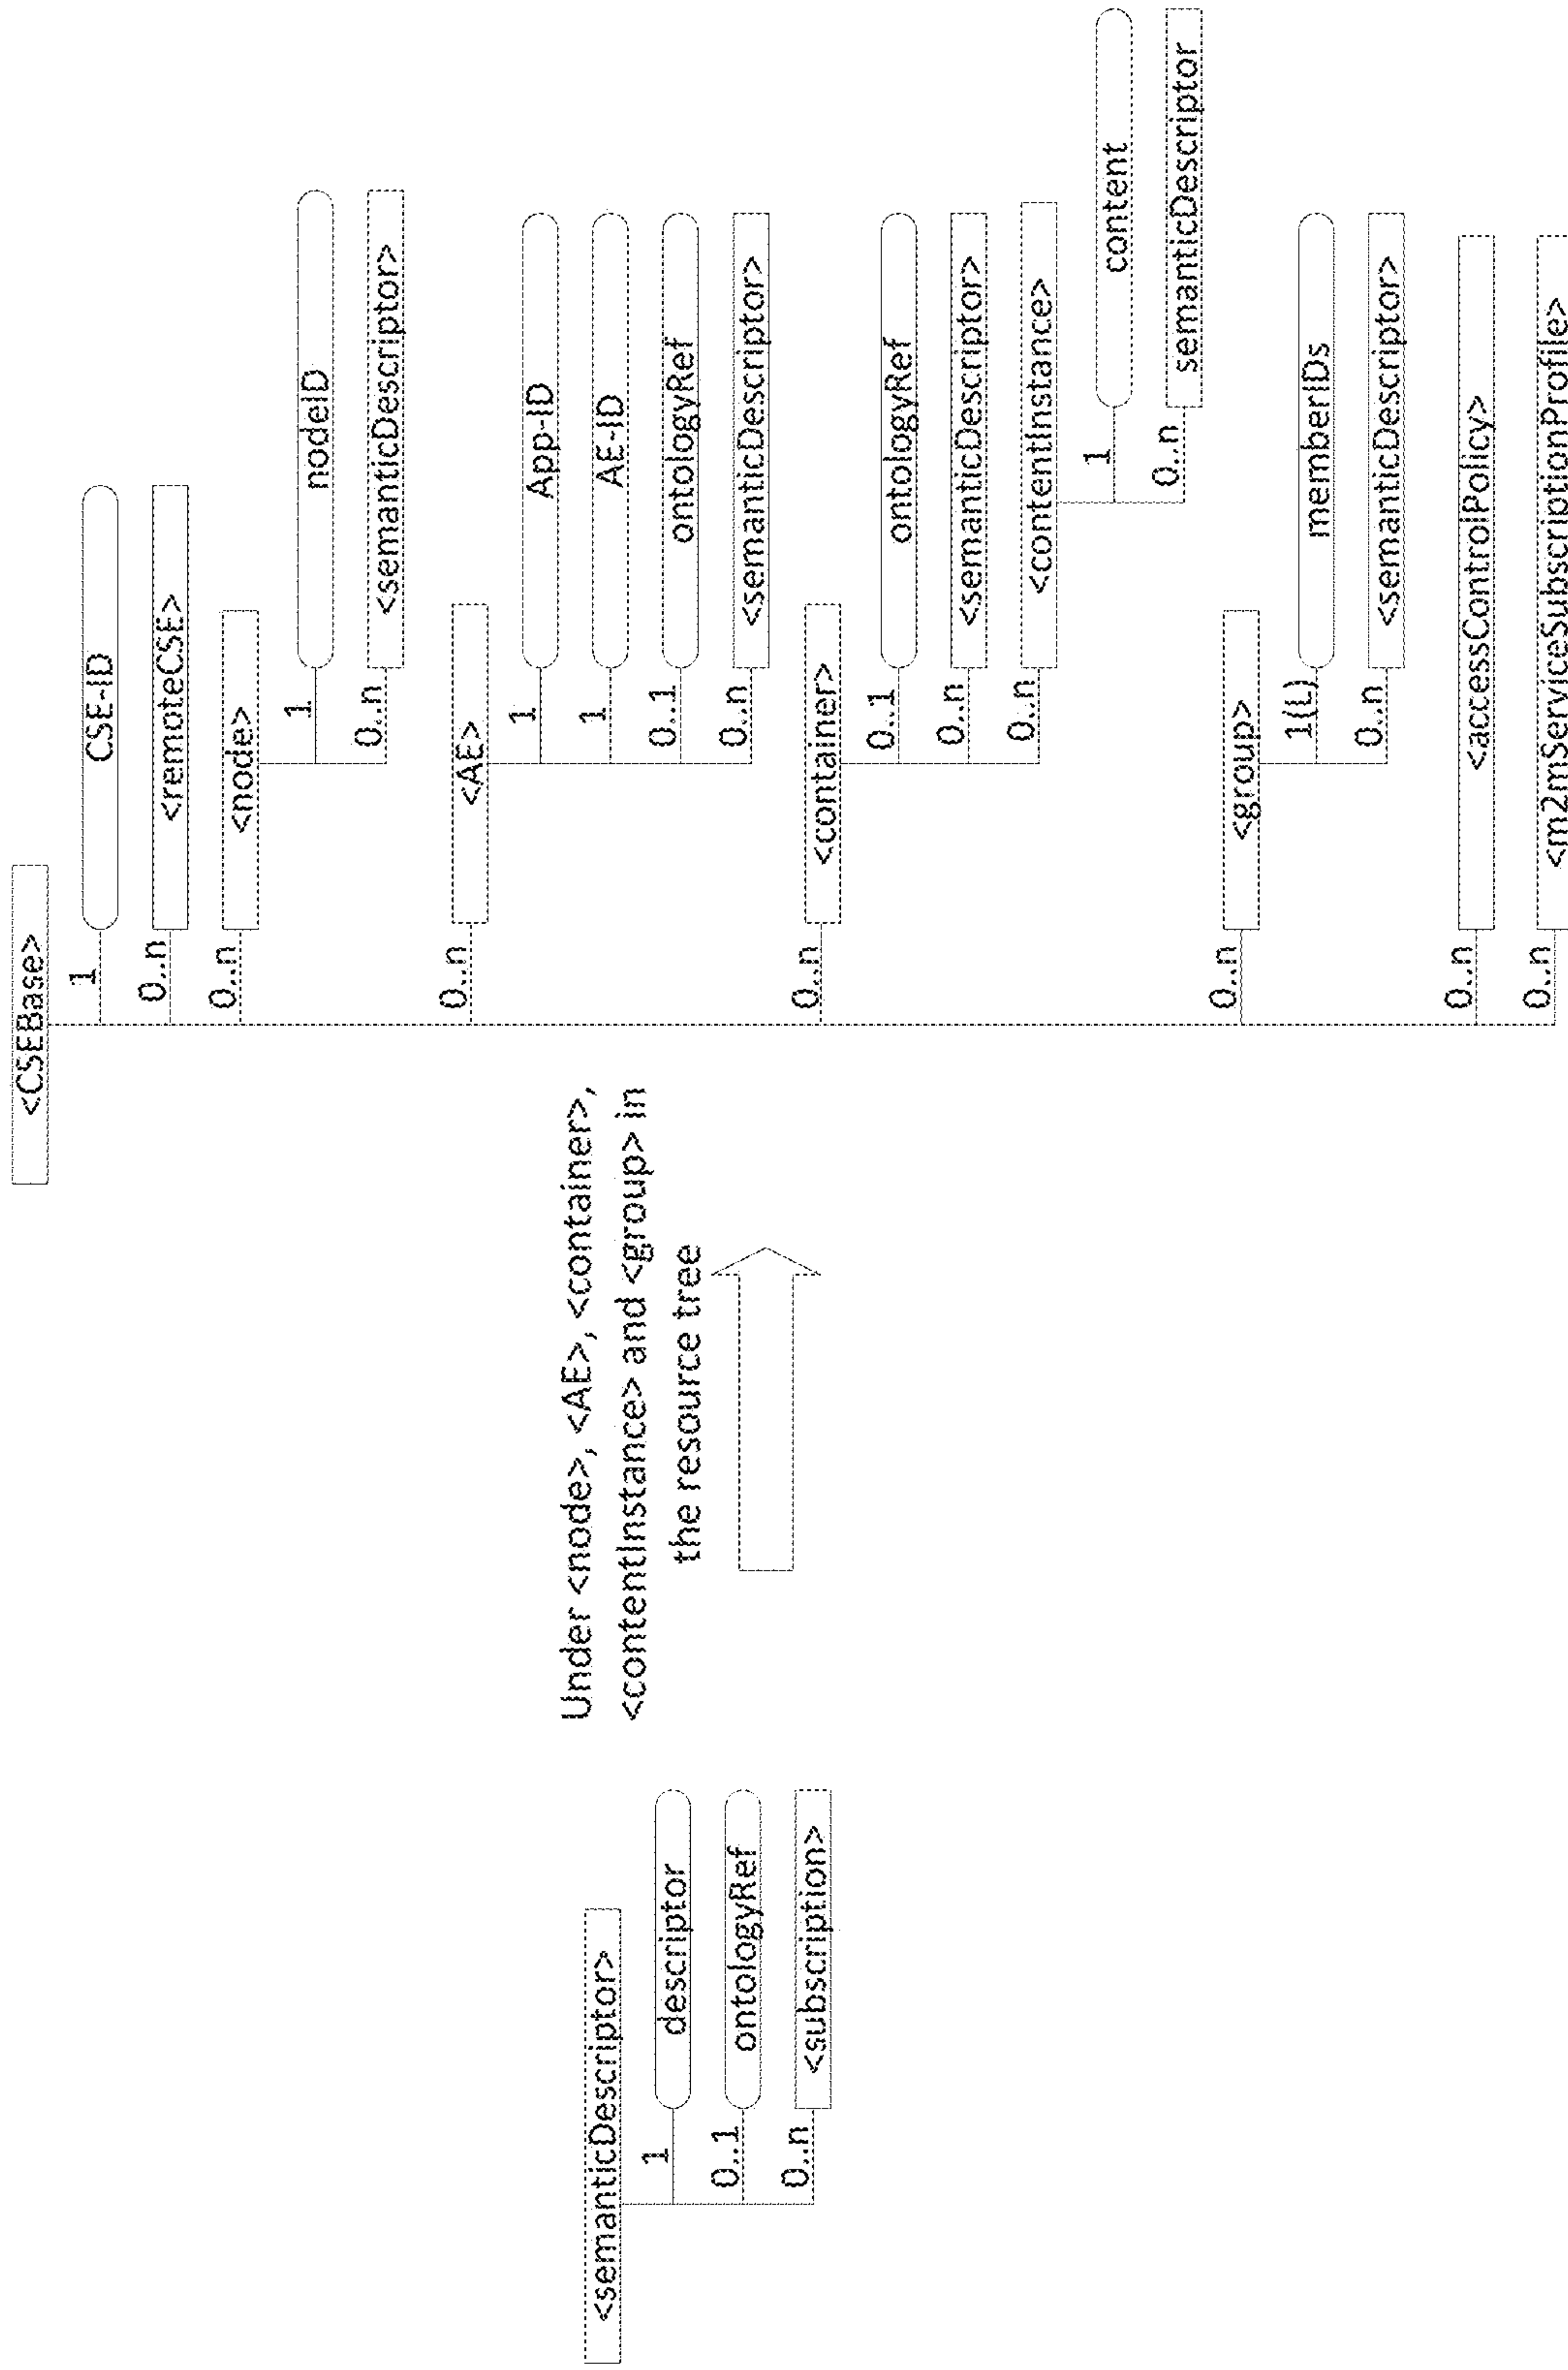 <semanticDescriptor>
1
descriptor
0..1
ontologyRef
0..n
<subscription>
Under <node>, <AE>, <container>,
<contentInstance> and <group> in
the resource tree
<CSEBase>
1
CSE-ID
0..n
<remoteCSE>
0..n
<node>
1
nodeID
0..n
<semanticDescriptor>
0..n
<AE>
1
App-ID
1
AE-ID
0..1
ontologyRef
0..n
<semanticDescriptor>
0..n
<container>
0..1
ontologyRef
0..n
<semanticDescriptor>
0..n
<contentInstance>
1
content
0..n
semanticDescriptor
0..n
<group>
1(L)
memberIDs
0..n
<semanticDescriptor>
0..n
<accessControlPolicy>
0..n
<m2mServiceSubscriptionProfile>